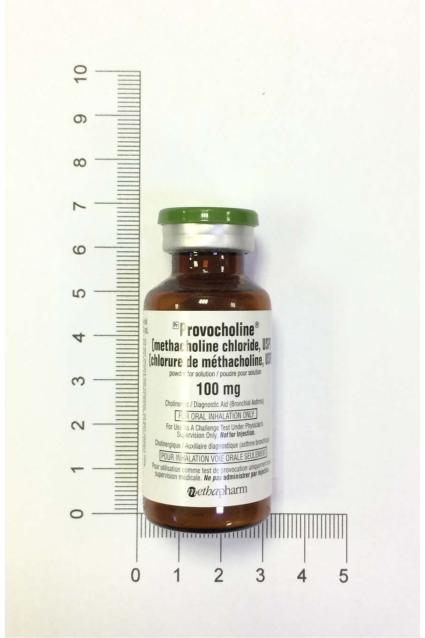 10
9
8
7
6
5
4
3
2
1
0
Pr Provocholine®
(methacholine chloride, USP)
(chlorure de méthacholine, USP)
powder for solution / poudre pour solution
100 mg
Cholinergic / Diagnostic Aid (Bronchial Asthma)
FOR ORAL INHALATION ONLY
For Use As A Challenge Test Under Physician's
Supervision Only. Not for Injection.
Cholinergique / Auxiliaire diagnostique (asthme bronchique)
POUR INHALATION VOIE ORALE SEULEMENT
Pour utilisation comme test de provocation uniquement sous
supervision médicale. Ne pas administrer par injection.
methapharm
0 1 2 3 4 5